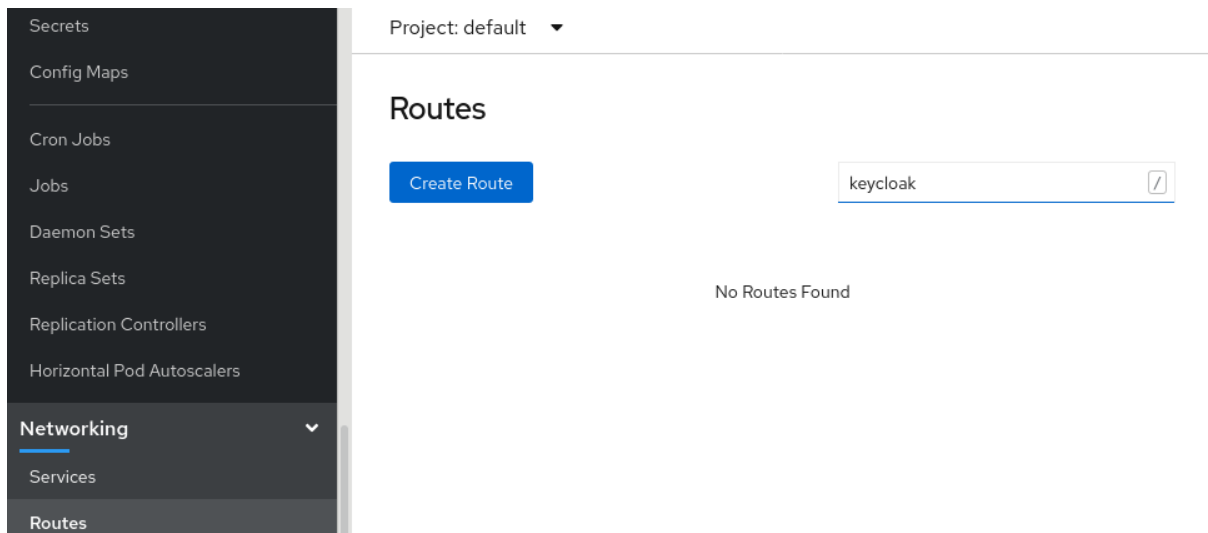 Secrets
Config Maps
Cron Jobs
Jobs
Daemon Sets
Replica Sets
Replication Controllers
Horizontal Pod Autoscalers
Networking
Services
Routes
Project: default
Routes
Create Route
keycloak
/
No Routes Found